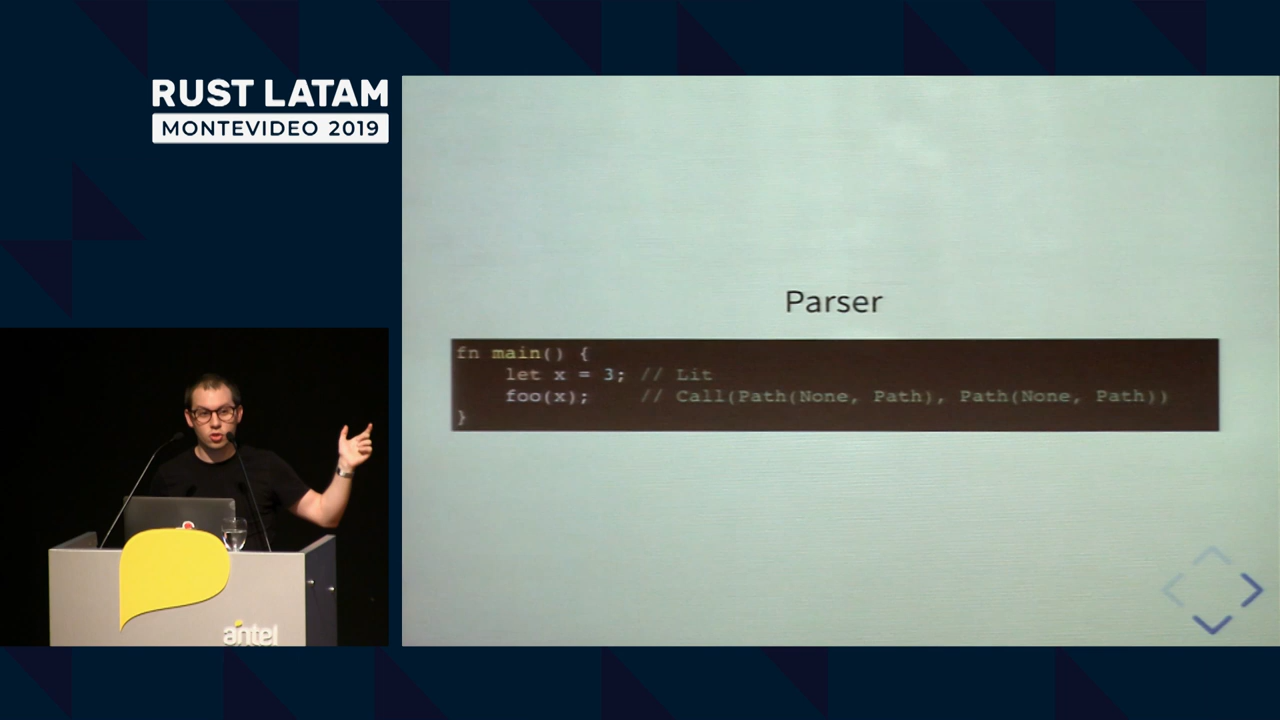 RUST LATAM
MONTEVIDEO 2019
Parser
fn main() {
    let x = 3; // Lit
    foo(x);    // Call(Path(None, Path), Path(None, Path))
}
antel